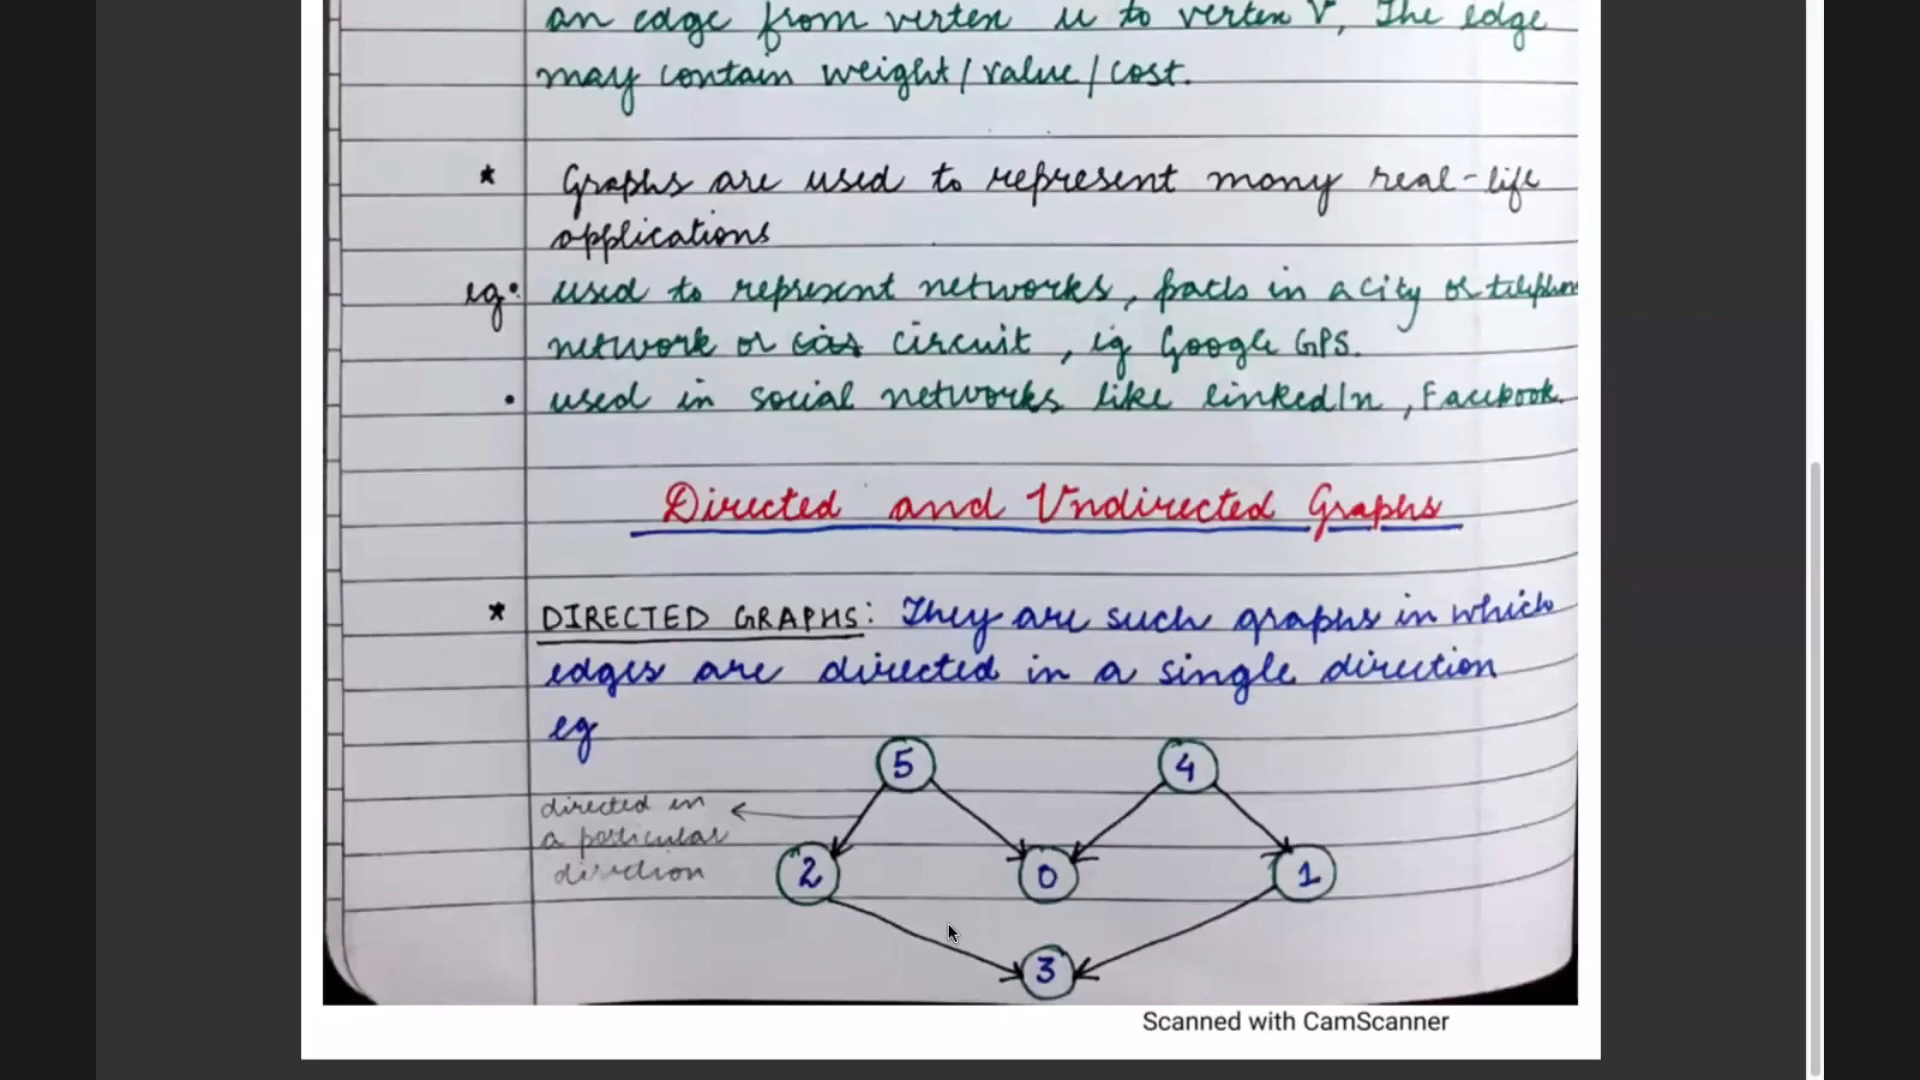 an edge from vertex u to vertex V, The edge
may contain weight/value/cost.
* Graphs are used to represent many real-life
applications
eg • used to represent networks, in a city or telephon
network or circuit, ig Google GPS.
• used in social networks like linkedIn, Facebook.
Directed and Undirected Graphs
* DIRECTED GRAPHS: They are such graphs in which
edges are directed in a single direction
eg
5 4
directed in
a particular
direction
2 0 1
3
Scanned with CamScanner